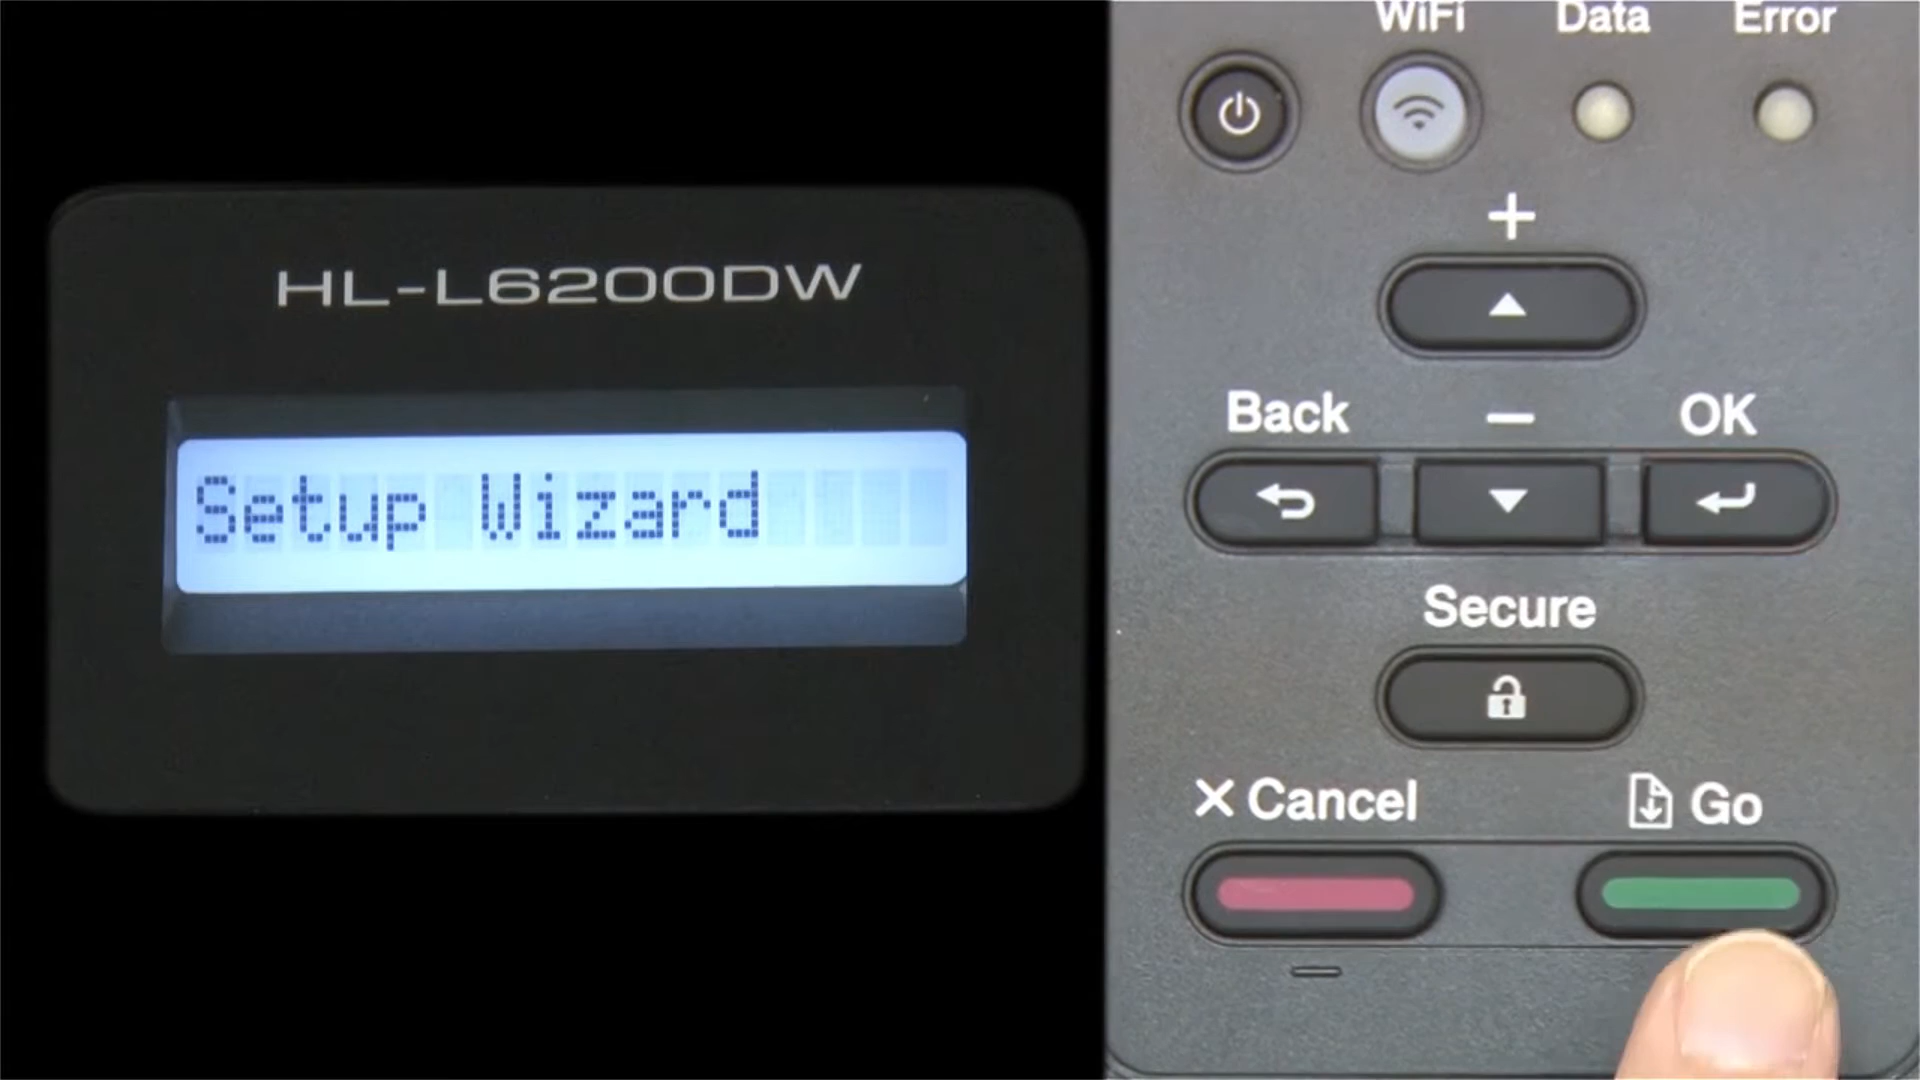 HL-L6200DW
Setup Wizard
WiFi Data Error
+
Back − OK
Secure
× Cancel Go